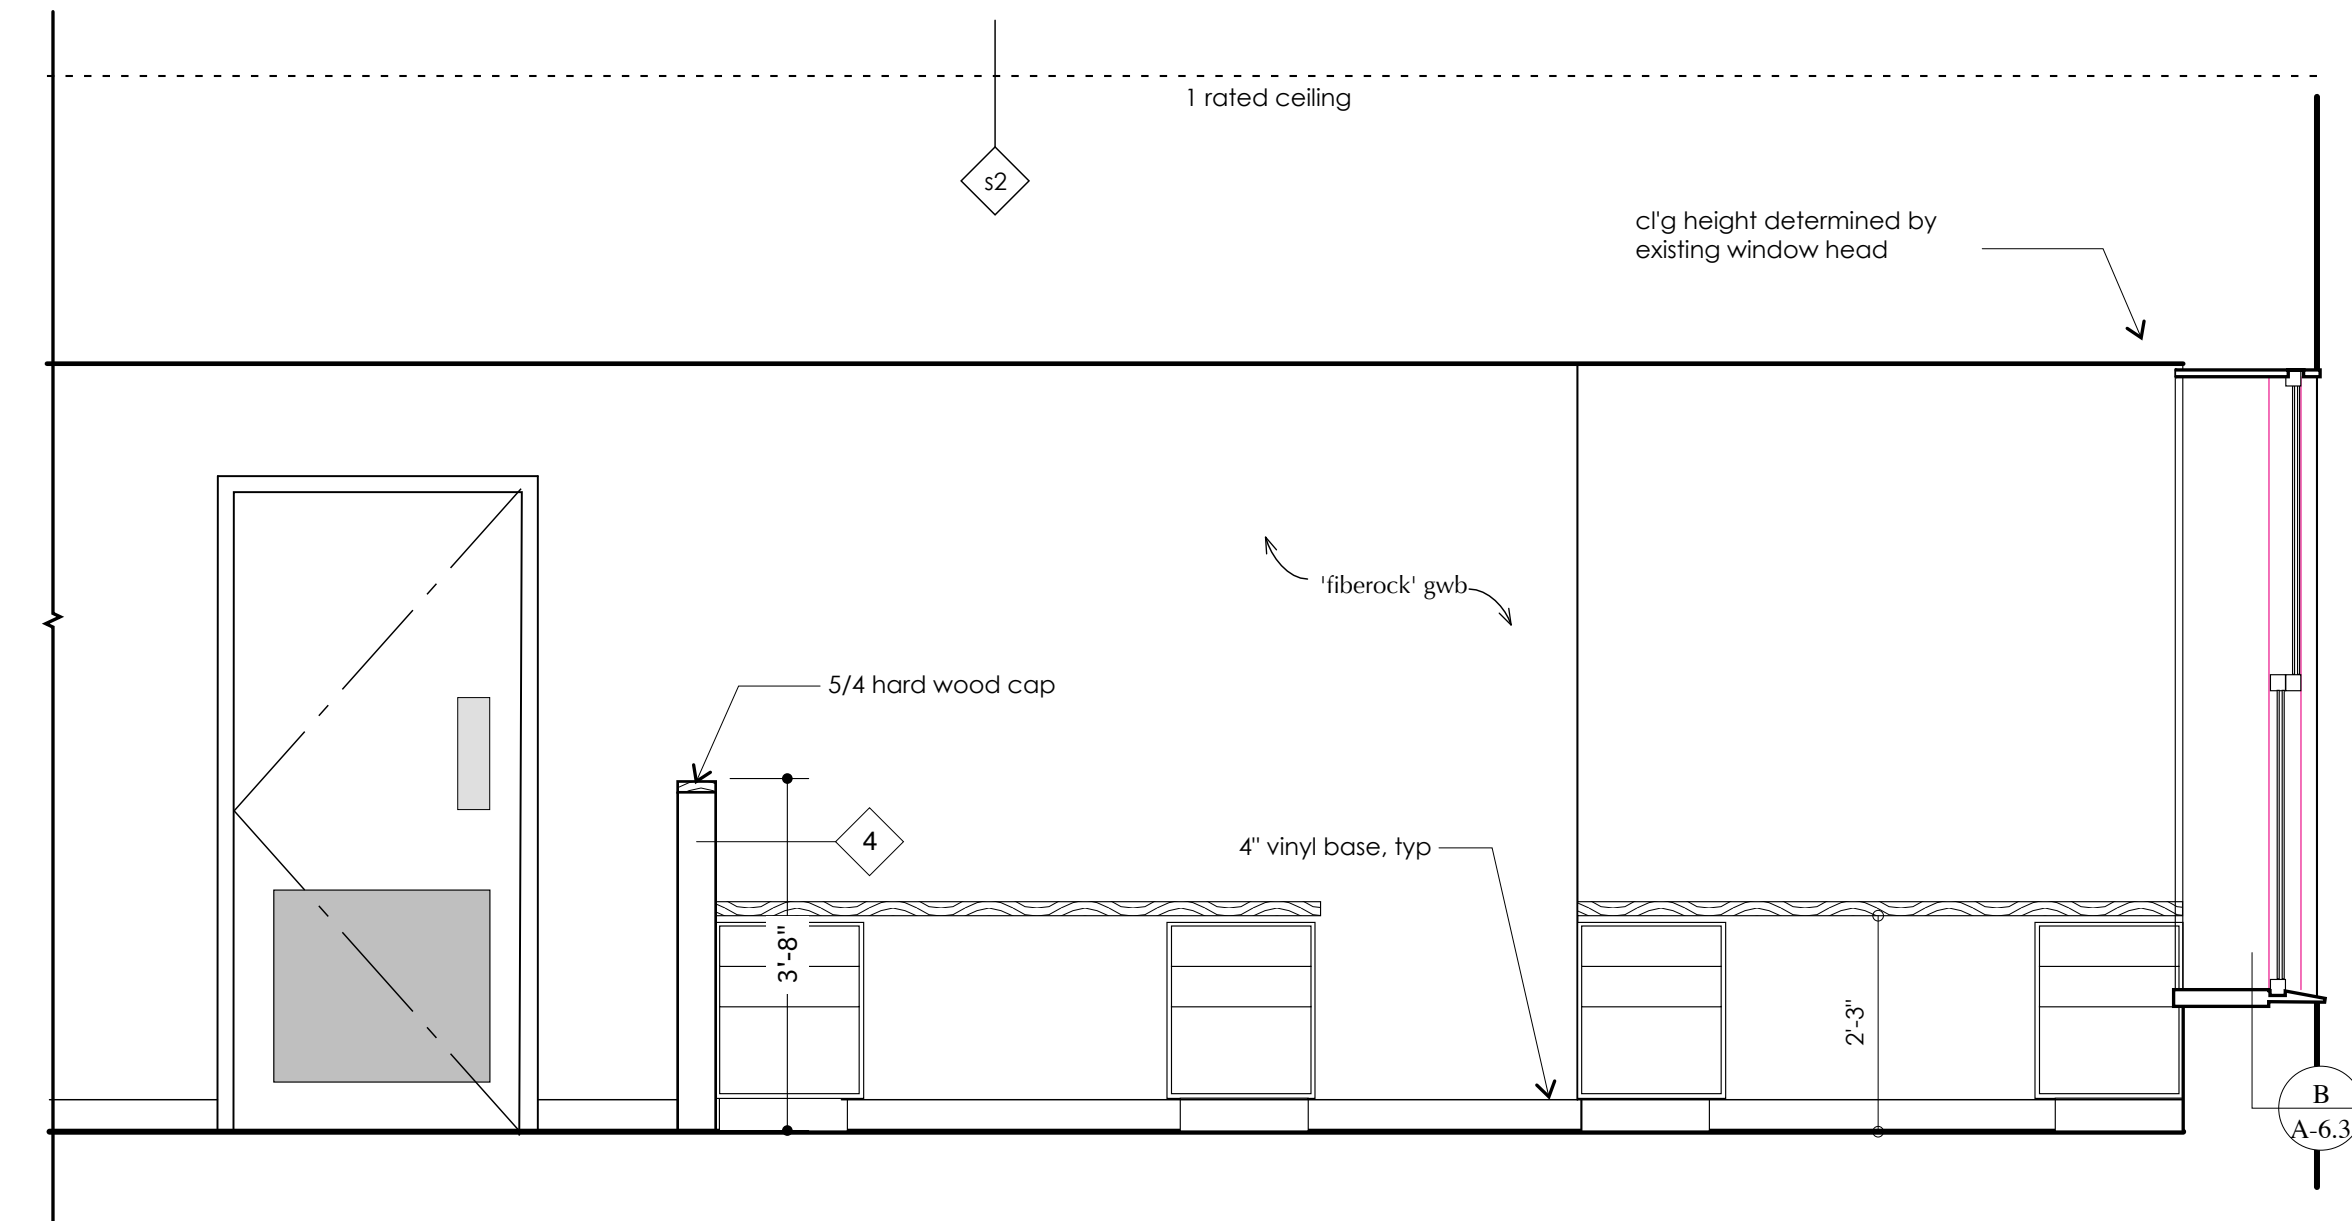 1 rated ceiling
s2
cl'g height determined by
existing window head
'fiberock' gwb
5/4 hard wood cap
4
4" vinyl base, typ
3'-8"
2'-3"
B
A-6.3